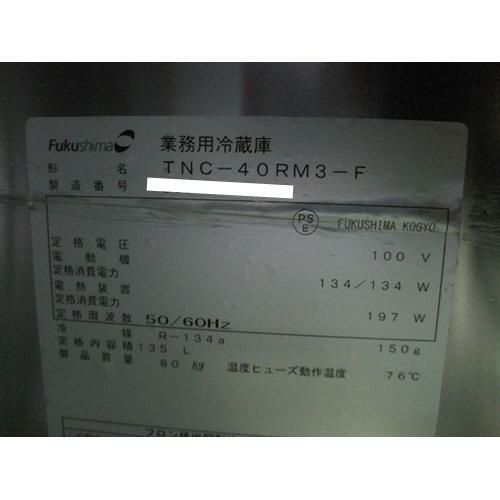 Fukushima 業務用冷蔵庫
形名 TNC-40RM3-F
製造番号
PSE FUKUSHIMA KOGYO
定格電圧 100 V
電動機
定格消費電力 134/134 W
電熱装置
定格消費電力 197 W
定格周波数 50/60Hz
冷媒 R-134a 150g
定格内容積 135 L
製品質量 80 kg 温度ヒューズ動作温度 76℃